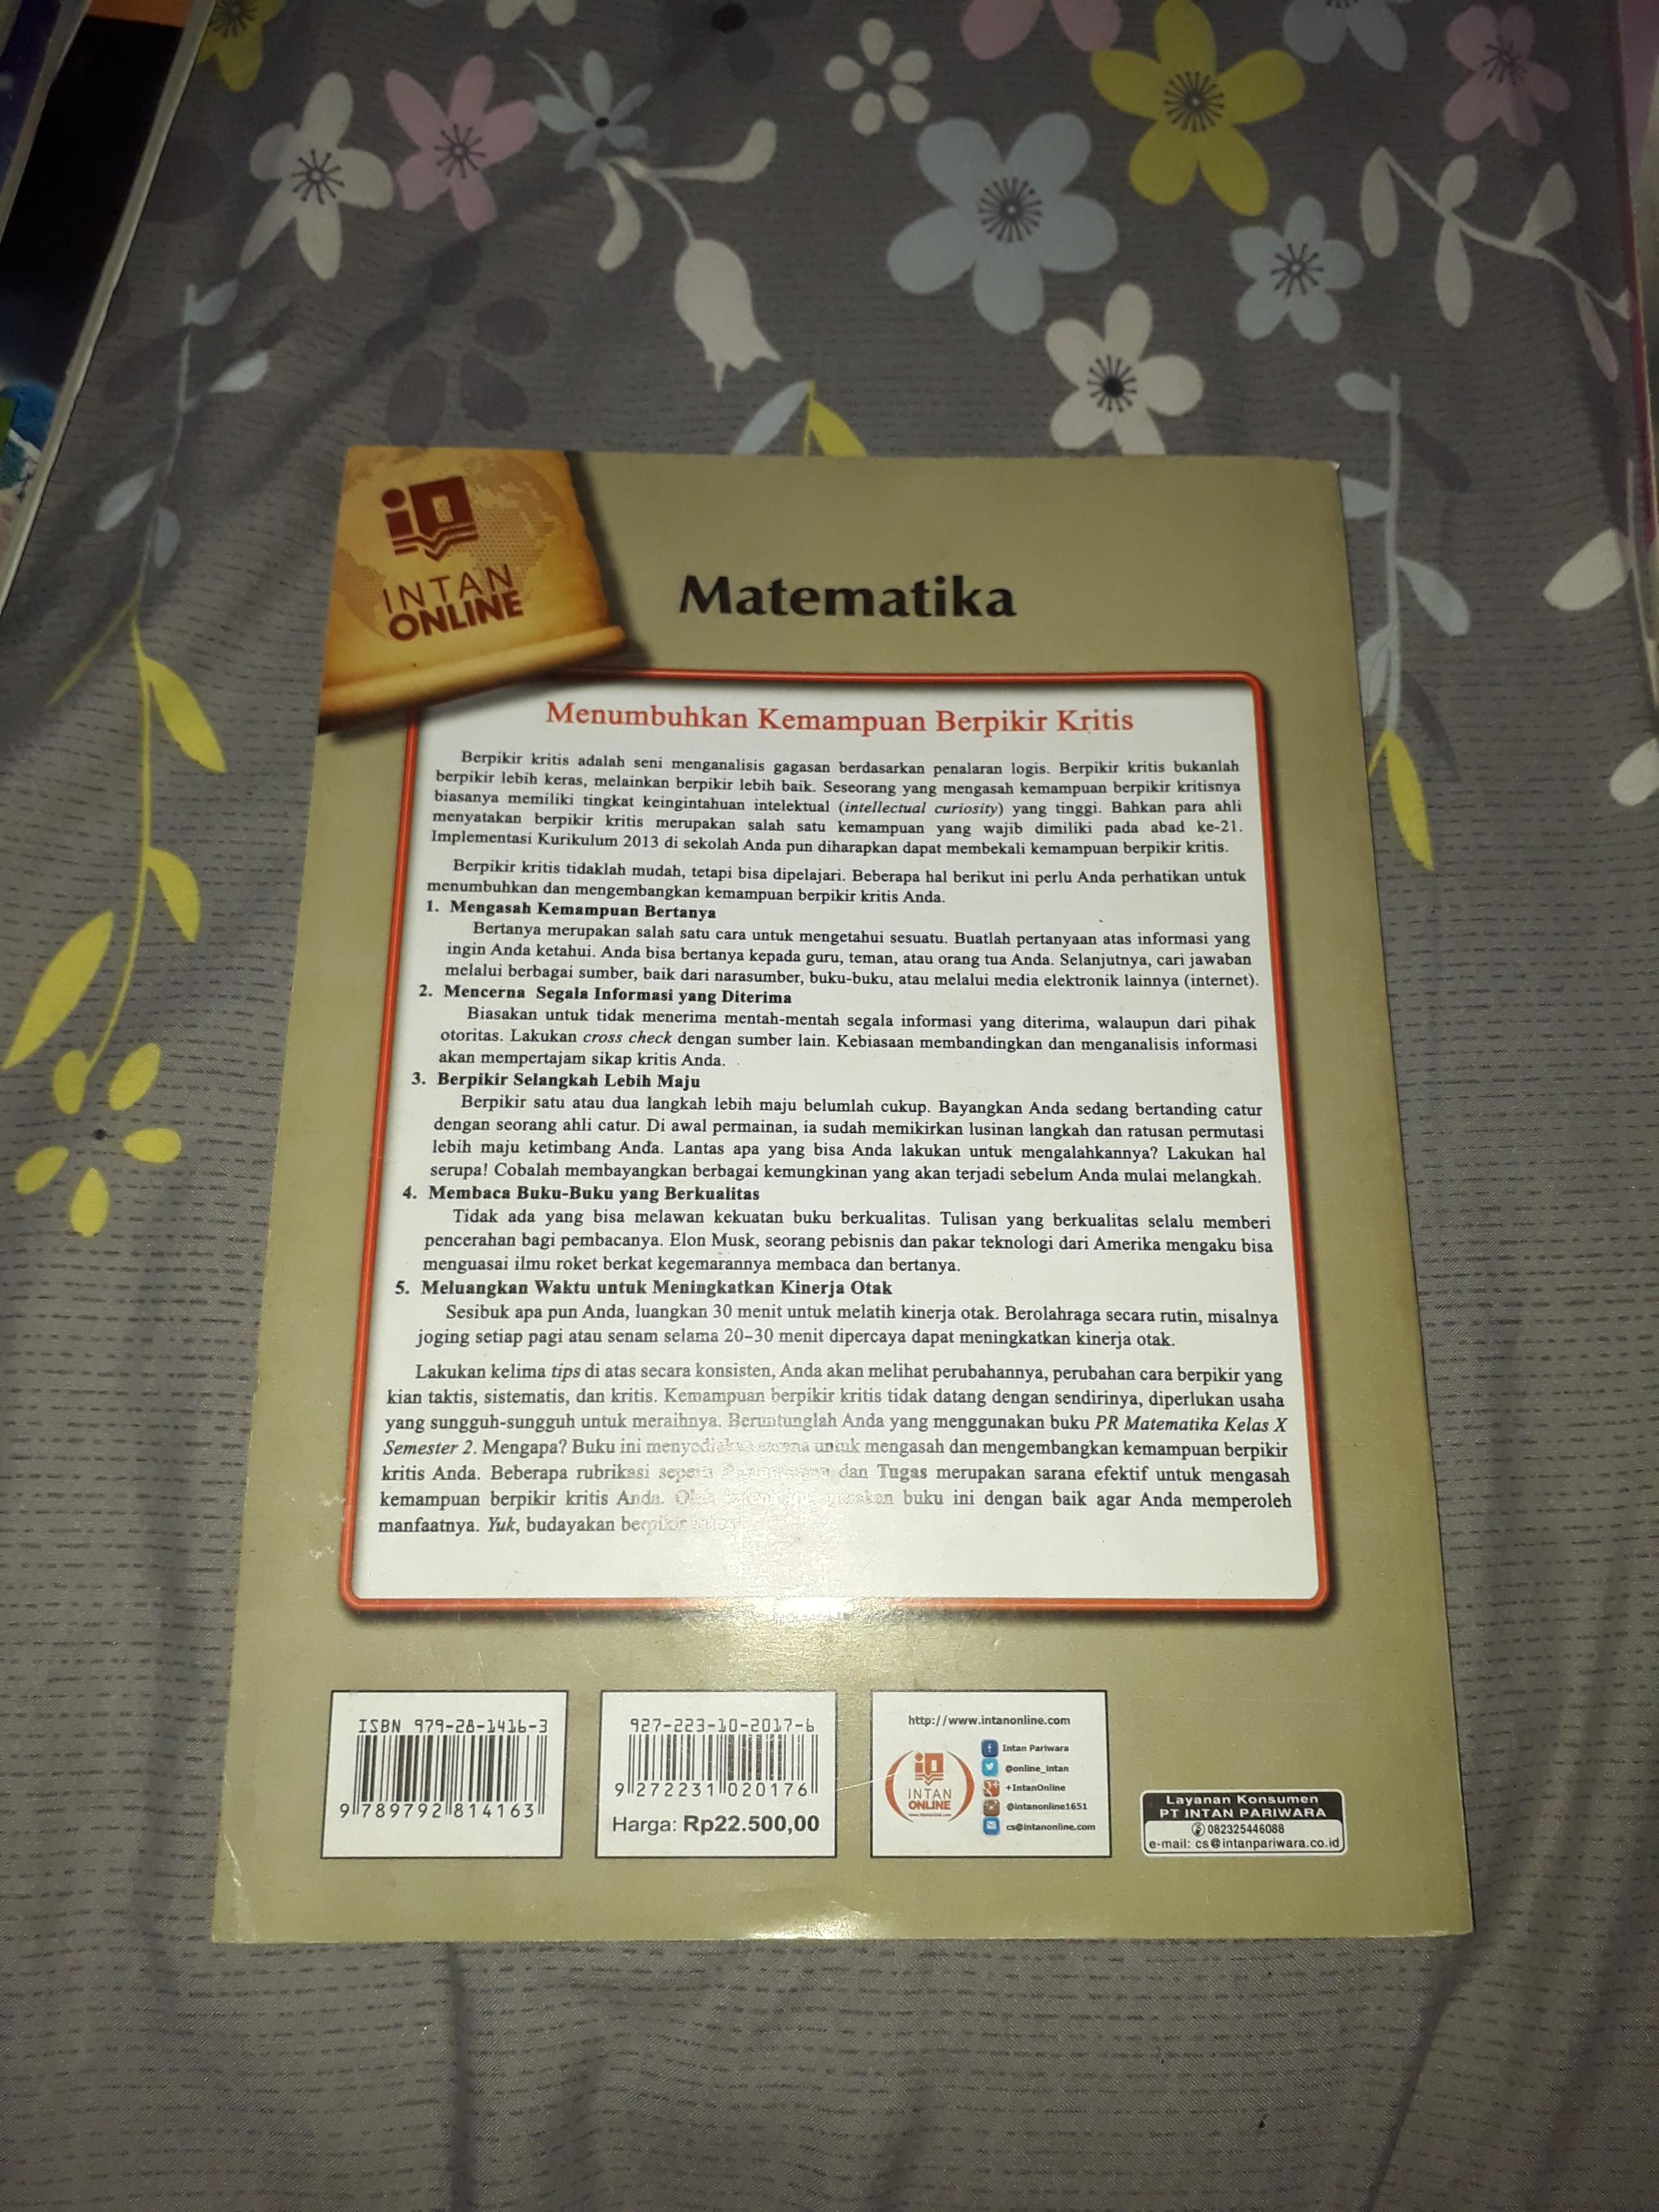 INTAN
ONLINE
Matematika
Menumbuhkan Kemampuan Berpikir Kritis
Berpikir kritis adalah seni menganalisis gagasan berdasarkan penalaran logis. Berpikir kritis bukanlah
berpikir lebih keras, melainkan berpikir lebih baik. Seseorang yang mengasah kemampuan berpikir kritisnya
biasanya memiliki tingkat keingintahuan intelektual (intellectual curiosity) yang tinggi. Bahkan para ahli
menyatakan berpikir kritis merupakan salah satu kemampuan yang wajib dimiliki pada abad ke-21.
Implementasi Kurikulum 2013 di sekolah Anda pun diharapkan dapat membekali kemampuan berpikir kritis.
Berpikir kritis tidaklah mudah, tetapi bisa dipelajari. Beberapa hal berikut ini perlu Anda perhatikan untuk
menumbuhkan dan mengembangkan kemampuan berpikir kritis Anda.
1. Mengasah Kemampuan Bertanya
Bertanya merupakan salah satu cara untuk mengetahui sesuatu. Buatlah pertanyaan atas informasi yang
ingin Anda ketahui. Anda bisa bertanya kepada guru, teman, atau orang tua Anda. Selanjutnya, cari jawaban
melalui berbagai sumber, baik dari narasumber, buku-buku, atau melalui media elektronik lainnya (internet).
2. Mencerna Segala Informasi yang Diterima
Biasakan untuk tidak menerima mentah-mentah segala informasi yang diterima, walaupun dari pihak
otoritas. Lakukan cross check dengan sumber lain. Kebiasaan membandingkan dan menganalisis informasi
akan mempertajam sikap kritis Anda.
3. Berpikir Selangkah Lebih Maju
Berpikir satu atau dua langkah lebih maju belumlah cukup. Bayangkan Anda sedang bertanding catur
dengan seorang ahli catur. Di awal permainan, ia sudah memikirkan lusinan langkah dan ratusan permutasi
lebih maju ketimbang Anda. Lantas apa yang bisa Anda lakukan untuk mengalahkannya? Lakukan hal
serupa! Cobalah membayangkan berbagai kemungkinan yang akan terjadi sebelum Anda mulai melangkah.
4. Membaca Buku-Buku yang Berkualitas
Tidak ada yang bisa melawan kekuatan buku berkualitas. Tulisan yang berkualitas selalu memberi
pencerahan bagi pembacanya. Elon Musk, seorang pebisnis dan pakar teknologi dari Amerika mengaku bisa
menguasai ilmu roket berkat kegemarannya membaca dan bertanya.
5. Meluangkan Waktu untuk Meningkatkan Kinerja Otak
Sesibuk apa pun Anda, luangkan 30 menit untuk melatih kinerja otak. Berolahraga secara rutin, misalnya
joging setiap pagi atau senam selama 20–30 menit dipercaya dapat meningkatkan kinerja otak.
Lakukan kelima tips di atas secara konsisten, Anda akan melihat perubahannya, perubahan cara berpikir yang
kian taktis, sistematis, dan kritis. Kemampuan berpikir kritis tidak datang dengan sendirinya, diperlukan usaha
yang sungguh-sungguh untuk meraihnya. Beruntunglah Anda yang menggunakan buku PR Matematika Kelas X
Semester 2. Mengapa? Buku ini menyediakan sarana untuk mengasah dan mengembangkan kemampuan berpikir
kritis Anda. Beberapa rubrikasi seperti dan Tugas merupakan sarana efektif untuk mengasah
kemampuan berpikir kritis Anda. Oleh gunakan buku ini dengan baik agar Anda memperoleh
manfaatnya. Yuk, budayakan berpikir
ISBN 979-28-1416-3
9 789792 814163
927-223-10-2017-6
9 272231 020176
Harga: Rp22.500,00
http://www.intanonline.com
INTAN
ONLINE
Intan Pariwara
@online_intan
+IntanOnline
@intanonline1651
cs@intanonline.com
Layanan Konsumen
PT INTAN PARIWARA
082325446088
e-mail: cs@intanpariwara.co.id